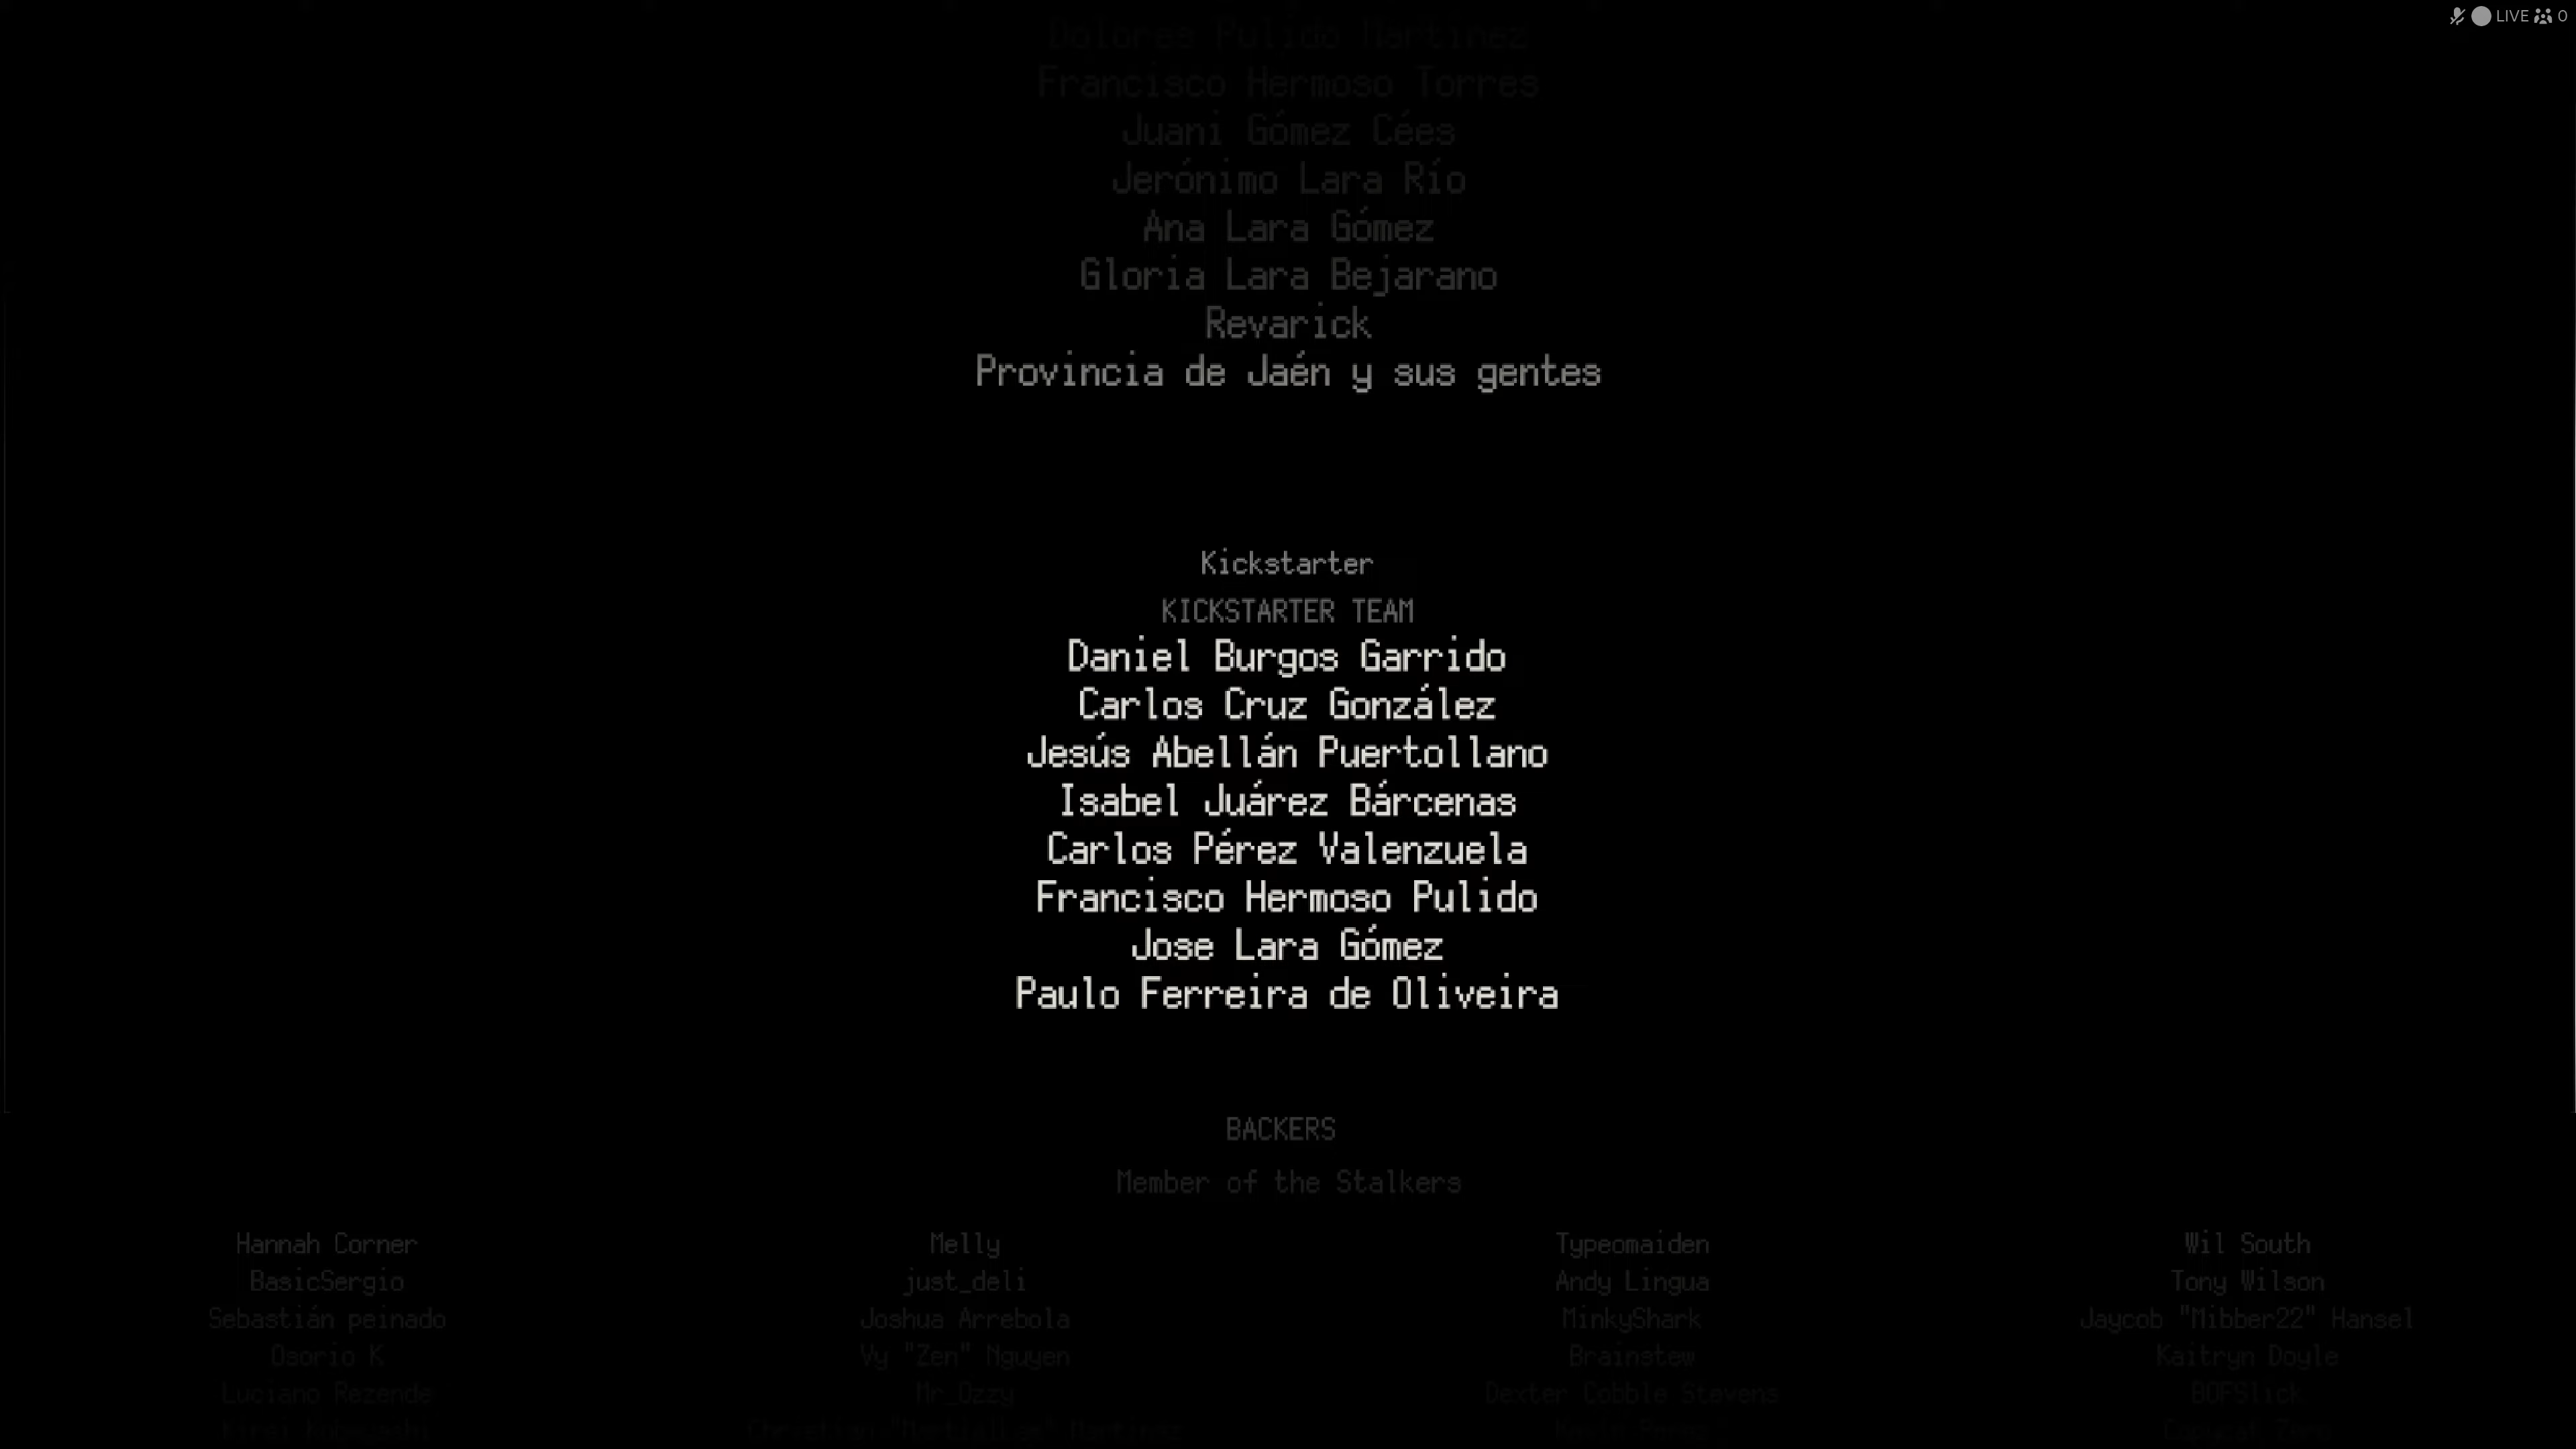 LIVE 0
Dolores Pulido Martínez
Francisco Hermoso Torres
Juani Gómez Cées
Jerónimo Lara Río
Ana Lara Gómez
Gloria Lara Bejarano
Revarick
Provincia de Jaén y sus gentes
Kickstarter
KICKSTARTER TEAM
Daniel Burgos Garrido
Carlos Cruz González
Jesús Abellán Puertollano
Isabel Juárez Bárcenas
Carlos Pérez Valenzuela
Francisco Hermoso Pulido
Jose Lara Gómez
Paulo Ferreira de Oliveira
BACKERS
Member of the Stalkers
Hannah Corner Melly Typeomaiden Wil South
BasicSergio just_deli Andy Lingua Tony Wilson
Sebastián peinado Joshua Arrebola MinkyShark Jaycob "Mibber22" Hansel
Osorio K Vy "Zen" Nguyen Brainstew Kaitryn Doyle
Luciano Rezende Mr_Ozzy Dexter Cobble Stevens BOFSlick